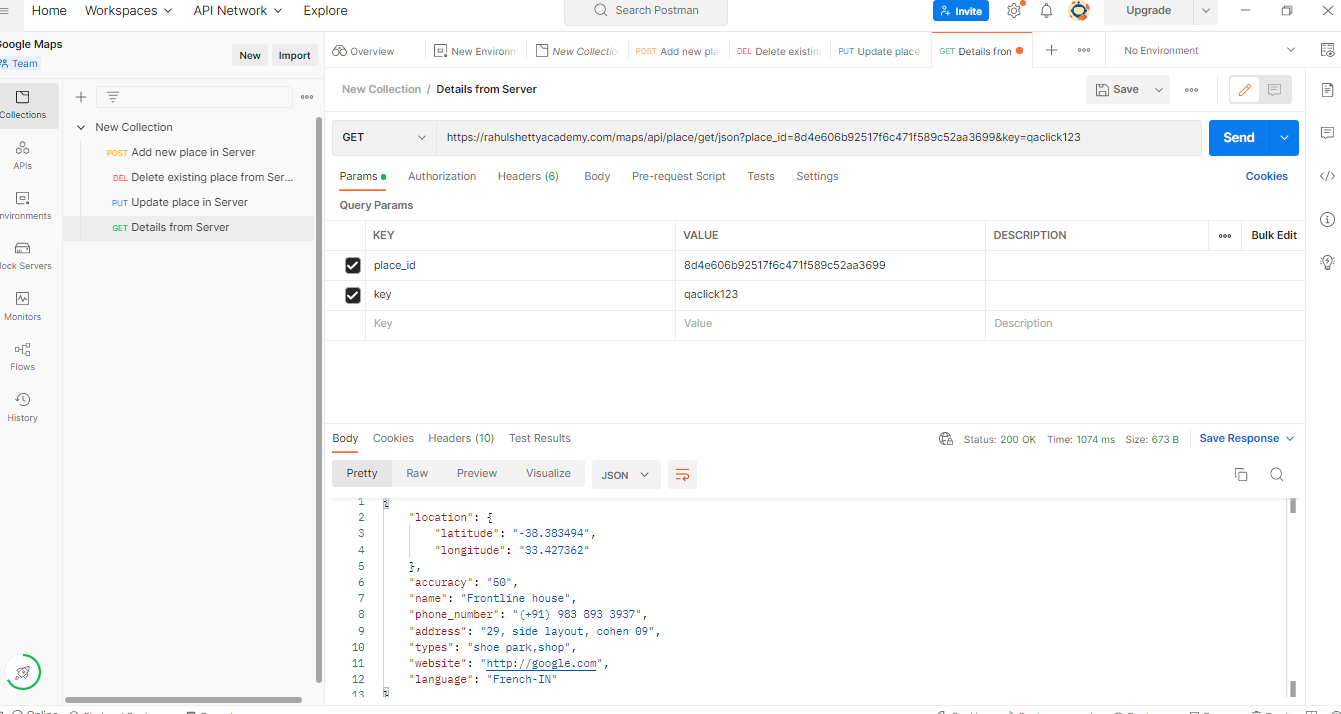 Home Workspaces API Network Explore Search Postman Invite Upgrade
Google Maps
Team
New Import
Overview New Environm New Collectio POST Add new pla DEL Delete existin PUT Update place GET Details from No Environment
Collections
APIs
nvironments
lock Servers
Monitors
Flows
History
New Collection
POST Add new place in Server
DEL Delete existing place from Ser...
PUT Update place in Server
GET Details from Server
New Collection / Details from Server Save
GET https://rahulshettyacademy.com/maps/api/place/get/json?place_id=8d4e606b92517f6c471f589c52aa3699&key=qaclick123 Send
Params Authorization Headers (6) Body Pre-request Script Tests Settings Cookies
Query Params
KEY VALUE DESCRIPTION Bulk Edit
place_id 8d4e606b92517f6c471f589c52aa3699
key qaclick123
Key Value Description
Body Cookies Headers (10) Test Results Status: 200 OK Time: 1074 ms Size: 673 B Save Response
Pretty Raw Preview Visualize JSON
1 {
2 "location": {
3 "latitude": "-38.383494",
4 "longitude": "33.427362"
5 },
6 "accuracy": "50",
7 "name": "Frontline house",
8 "phone_number": "(+91) 983 893 3937",
9 "address": "29, side layout, cohen 09",
10 "types": "shoe park,shop",
11 "website": "http://google.com",
12 "language": "French-IN"
13 }
Online